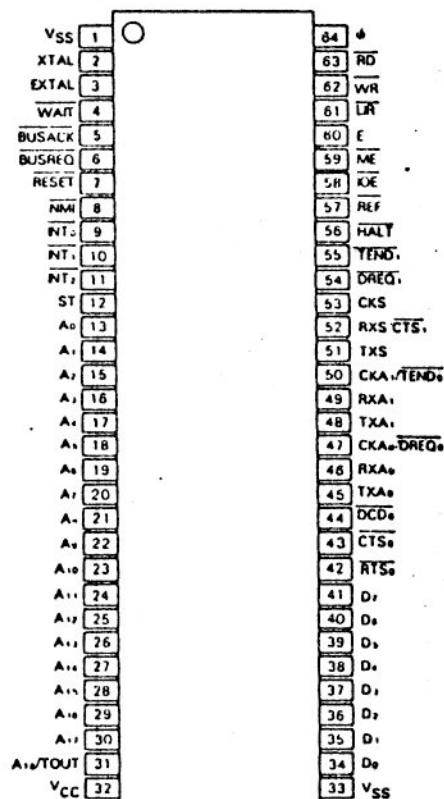 VSS 1
XTAL 2
EXTAL 3
WAIT 4
BUSACK 5
BUSREQ 6
RESET 7
NMI 8
INT₀ 9
INT₁ 10
INT₂ 11
ST 12
A₀ 13
A₁ 14
A₂ 15
A₃ 16
A₄ 17
A₅ 18
A₆ 19
A₇ 20
A₈ 21
A₉ 22
A₁₀ 23
A₁₁ 24
A₁₂ 25
A₁₃ 26
A₁₄ 27
A₁₅ 28
A₁₆ 29
A₁₇ 30
A₁₈/TOUT 31
VCC 32
64 ϕ
63 RD
62 WR
61 LIR
60 E
59 ME
58 IOE
57 REF
56 HALT
55 TEND₁
54 DREQ₁
53 CKS
52 RXS CTS₁
51 TXS
50 CKA₁/TEND₀
49 RXA₁
48 TXA₁
47 CKA₀ DREQ₀
46 RXA₀
45 TXA₀
44 DCD₀
43 CTS₀
42 RTS₀
41 D₇
40 D₆
39 D₅
38 D₄
37 D₃
36 D₂
35 D₁
34 D₀
33 VSS